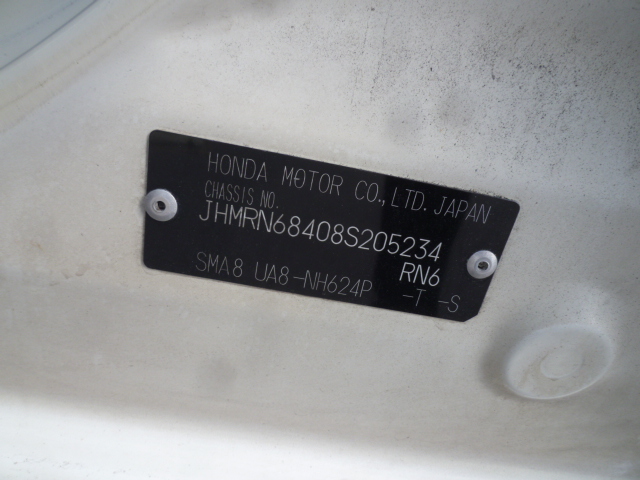 HONDA MOTOR CO., LTD. JAPAN
CHASSIS NO.
JHMRN68408S205234
RN6
SMA8 UA8-NH624P -T -S